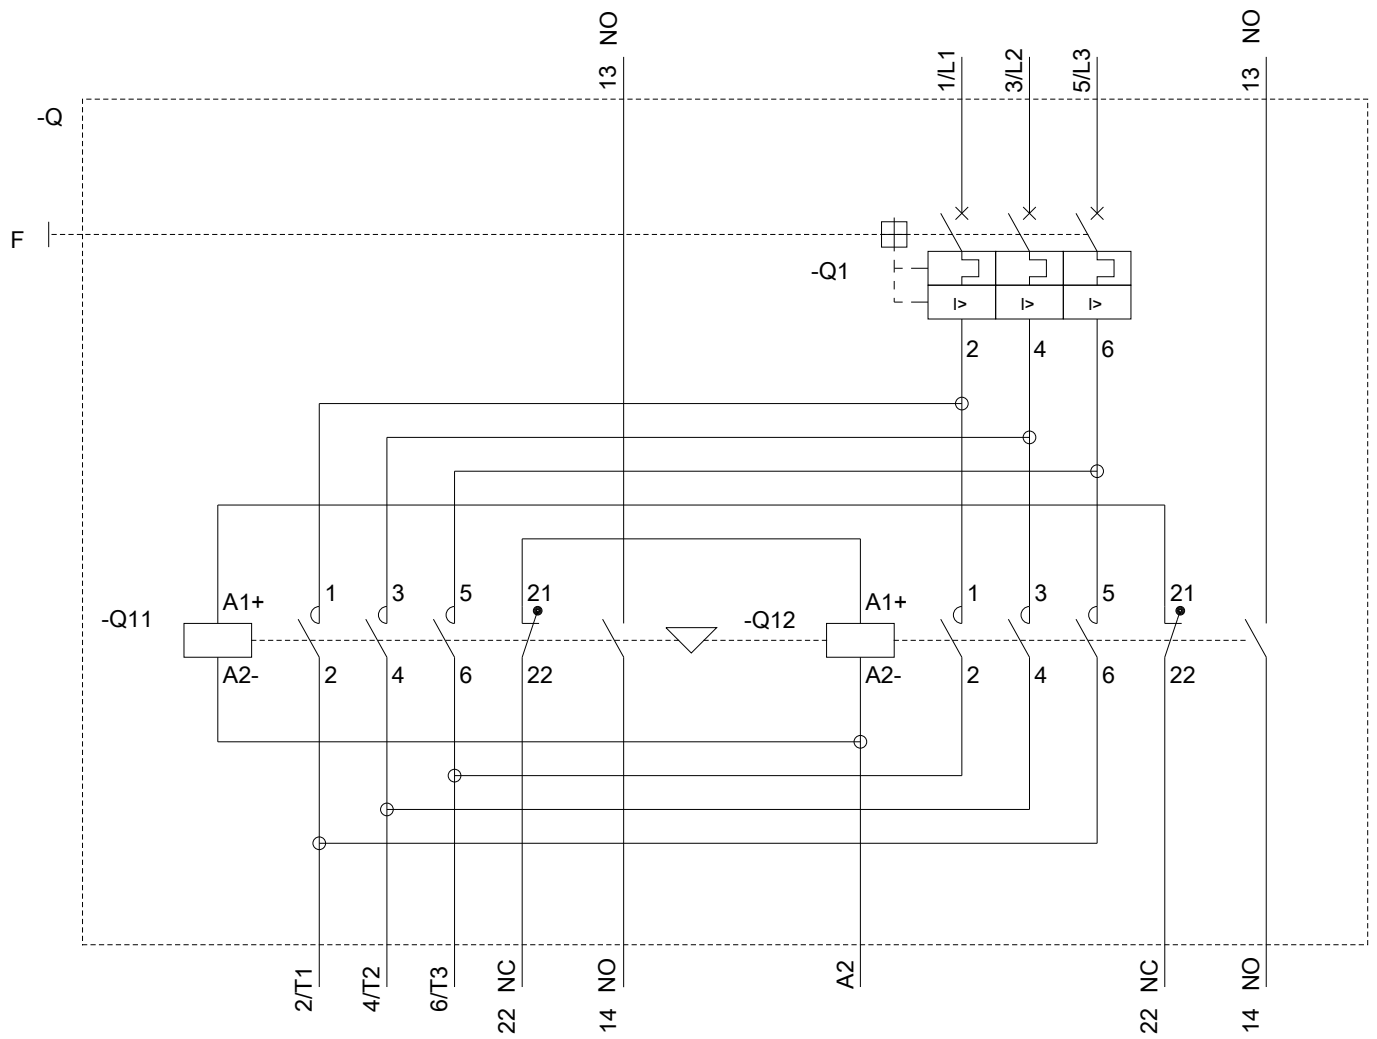 13 NO
1/L1
3/L2
5/L3
13 NO
-Q
F
-Q1
I> I> I>
2 4 6
-Q11
A1+ 1 3 5 21
A2- 2 4 6 22
-Q12
A1+ 1 3 5 21
A2- 2 4 6 22
2/T1
4/T2
6/T3
22 NC
14 NO
A2
22 NC
14 NO